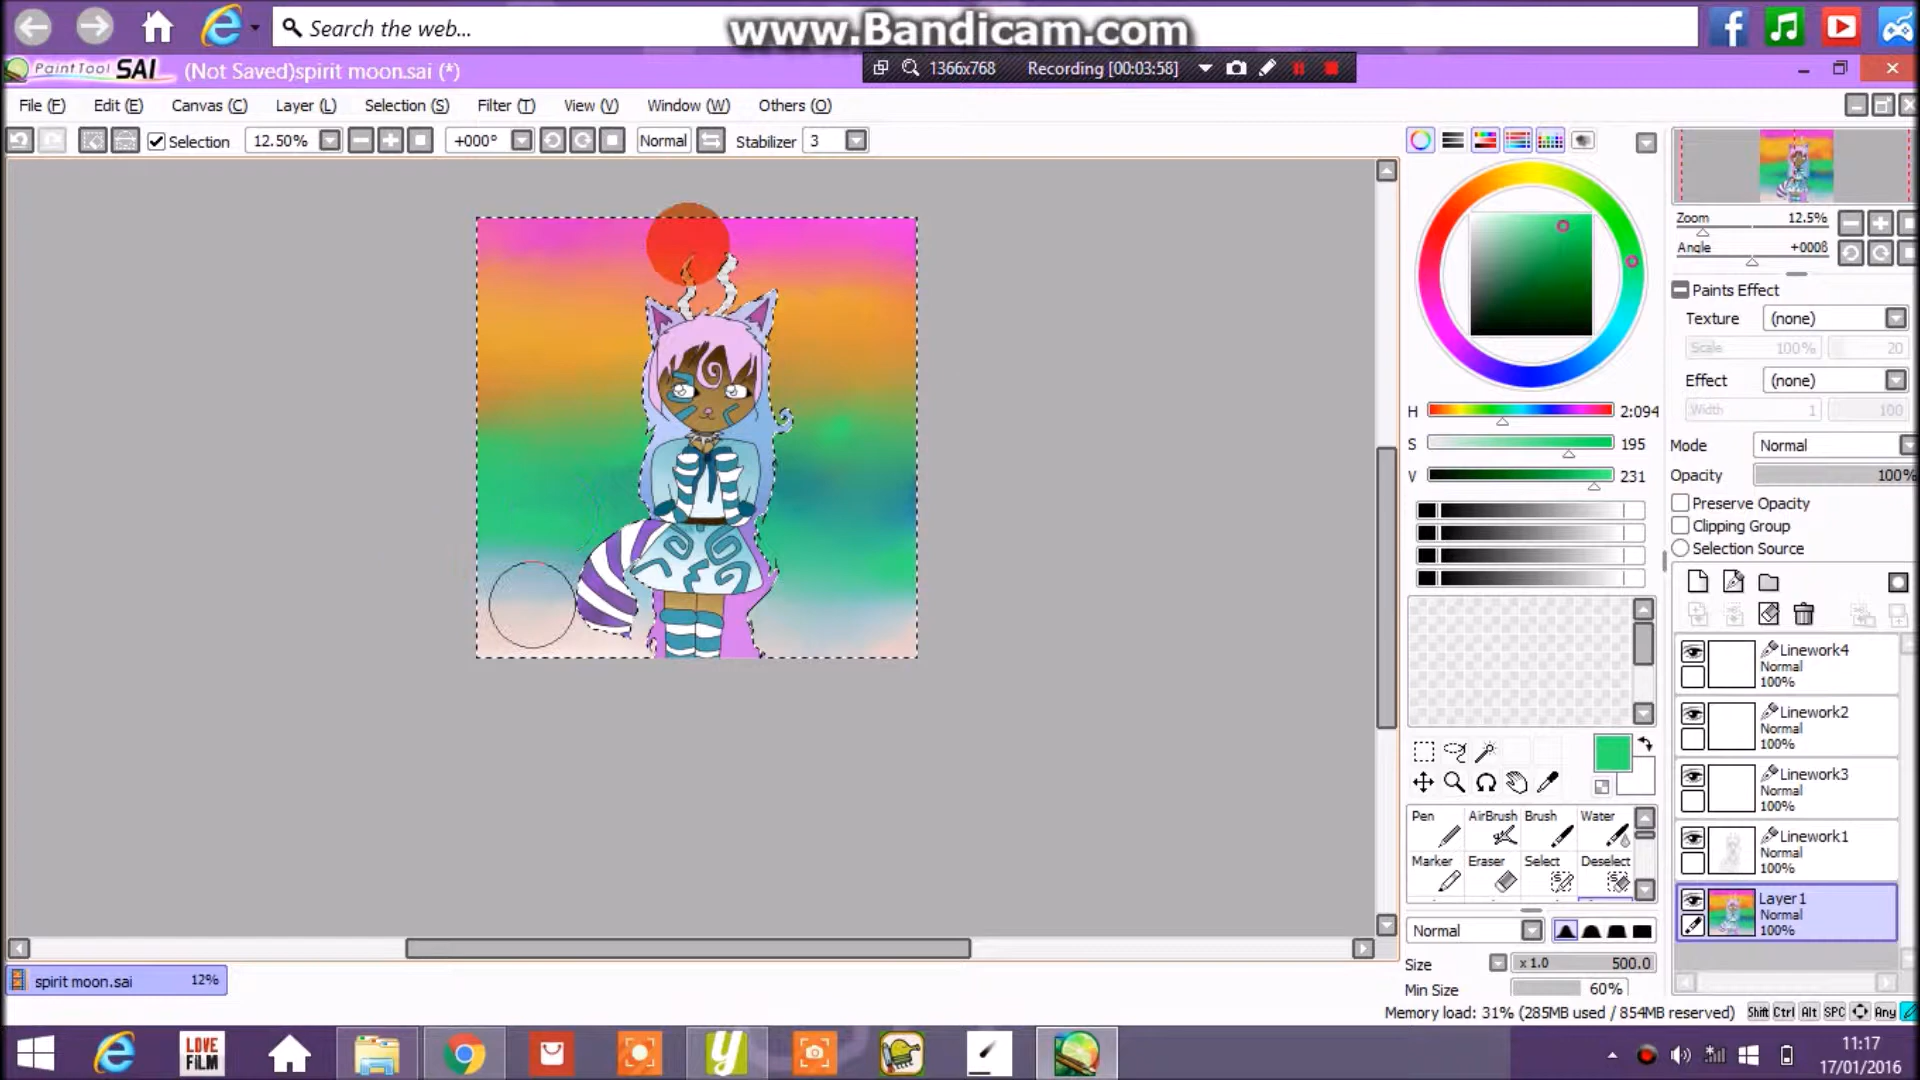 Search the web...
www.Bandicam.com
1366x768
Recording [00:03:58]
PaintTool SAI
(Not Saved)spirit moon.sai (*)
File (F)
Edit (E)
Canvas (C)
Layer (L)
Selection (S)
Filter (T)
View (V)
Window (W)
Others (O)
Selection
12.50%
+000°
Normal
Stabilizer
3
Zoom
12.5%
Angle
+000ß
Paints Effect
Texture
(none)
Scale
100%
20
Effect
(none)
Width
1
100
H
2:094
S
195
V
231
Mode
Normal
Opacity
100%
Preserve Opacity
Clipping Group
Selection Source
Linework4
Normal
100%
Linework2
Normal
100%
Linework3
Normal
100%
Linework1
Normal
100%
Layer1
Normal
100%
Pen
AirBrush
Brush
Water
Marker
Eraser
Select
Deselect
Normal
Size
x 1.0
500.0
Min Size
60%
spirit moon.sai
12%
Memory load: 31% (285MB used / 854MB reserved)
Shift
Ctrl
Alt
SPC
Any
LOVE
FILM
11:17
17/01/2016